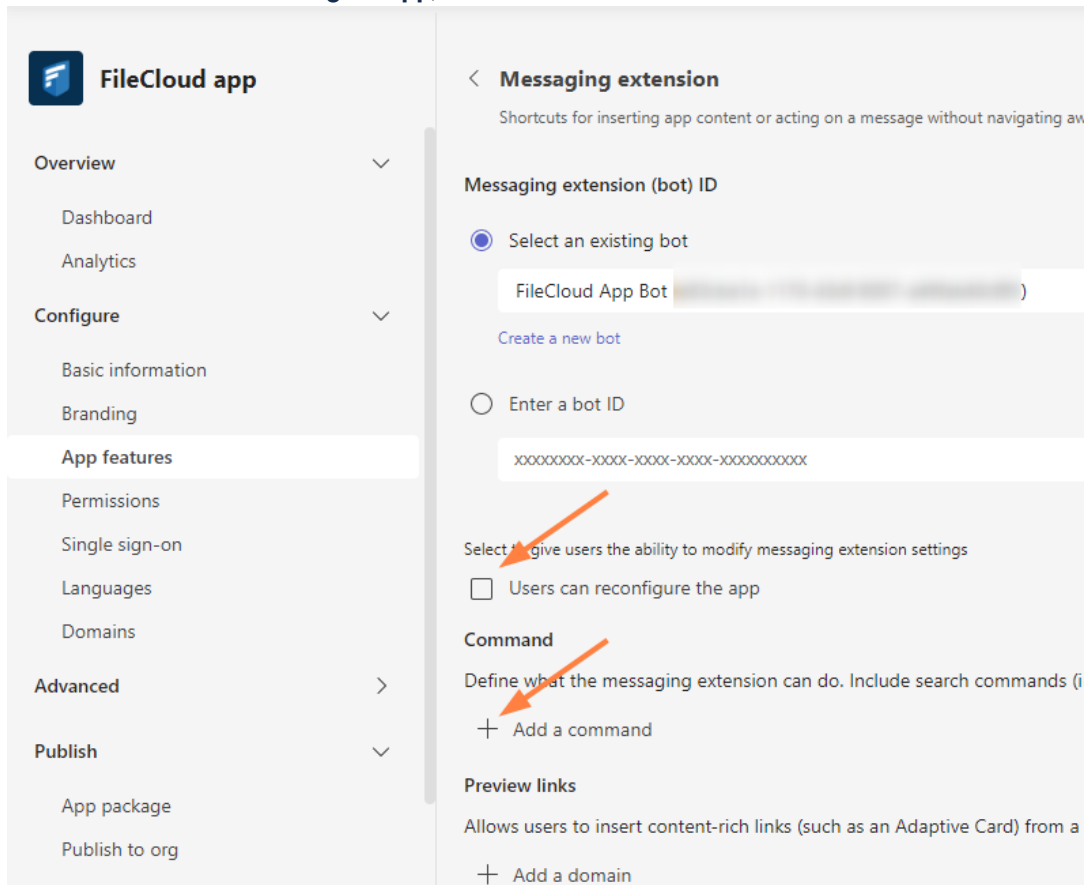 FileCloud app
Overview
Dashboard
Analytics
Configure
Basic information
Branding
App features
Permissions
Single sign-on
Languages
Domains
Advanced
Publish
App package
Publish to org
Messaging extension
Shortcuts for inserting app content or acting on a message without navigating aw
Messaging extension (bot) ID
Select an existing bot
FileCloud App Bot )
Create a new bot
Enter a bot ID
xxxxxxxx-xxxx-xxxx-xxxx-xxxxxxxxxx
Select to give users the ability to modify messaging extension settings
Users can reconfigure the app
Command
Define what the messaging extension can do. Include search commands (i
Add a command
Preview links
Allows users to insert content-rich links (such as an Adaptive Card) from a
Add a domain